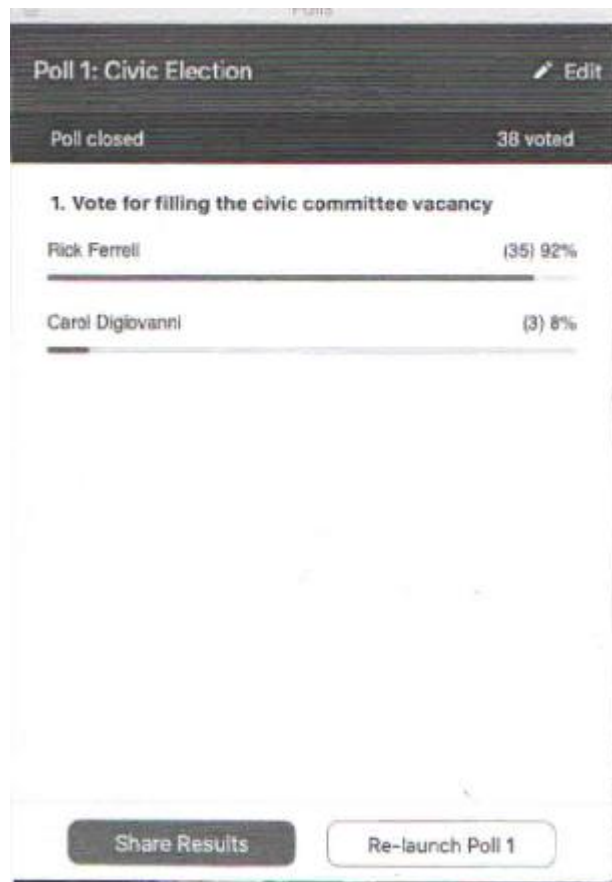 Polls
Poll 1: Civic Election Edit
Poll closed 38 voted
1. Vote for filling the civic committee vacancy
Rick Ferrell (35) 92%
Carol Digiovanni (3) 8%
Share Results Re-launch Poll 1